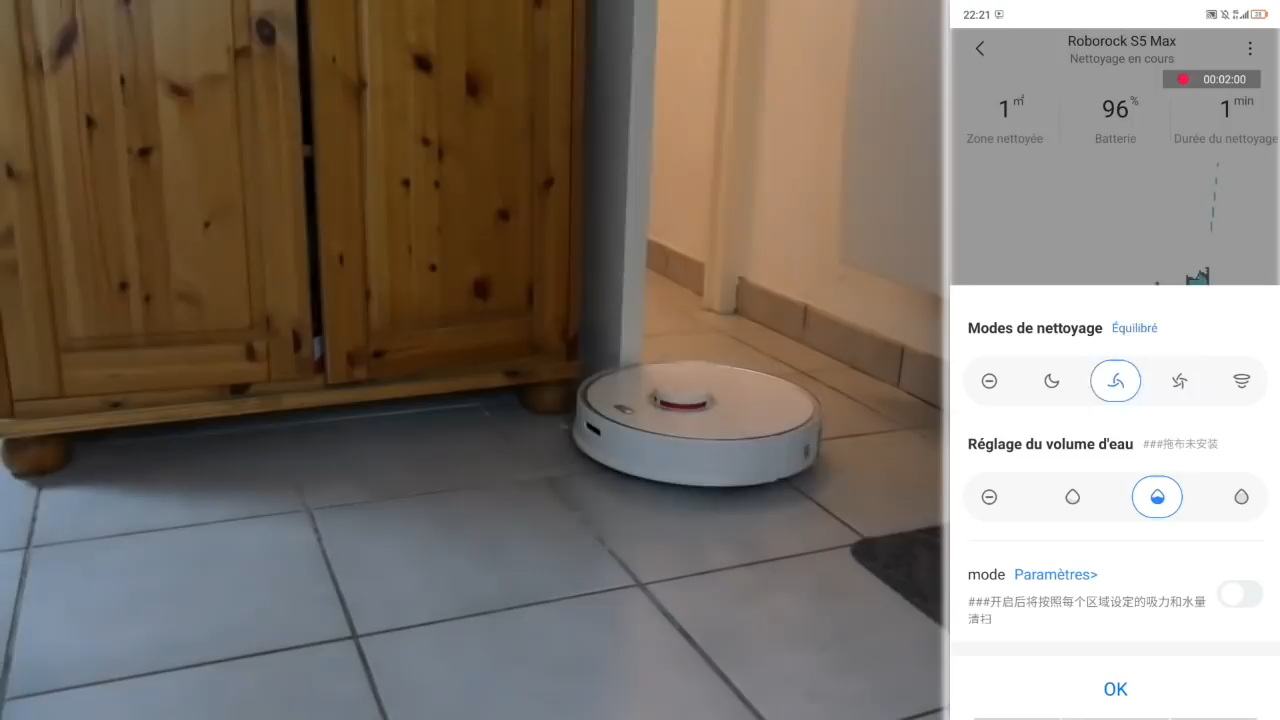 22:21
Roborock S5 Max
Nettoyage en cours
00:02:00
1 ㎡
96 %
1 min
Zone nettoyée
Batterie
Durée du nettoyage
Modes de nettoyage Équilibré
Réglage du volume d'eau ###拖布未安装
mode Paramètres>
###开启后将按照每个区域设定的吸力和水量
清扫
OK